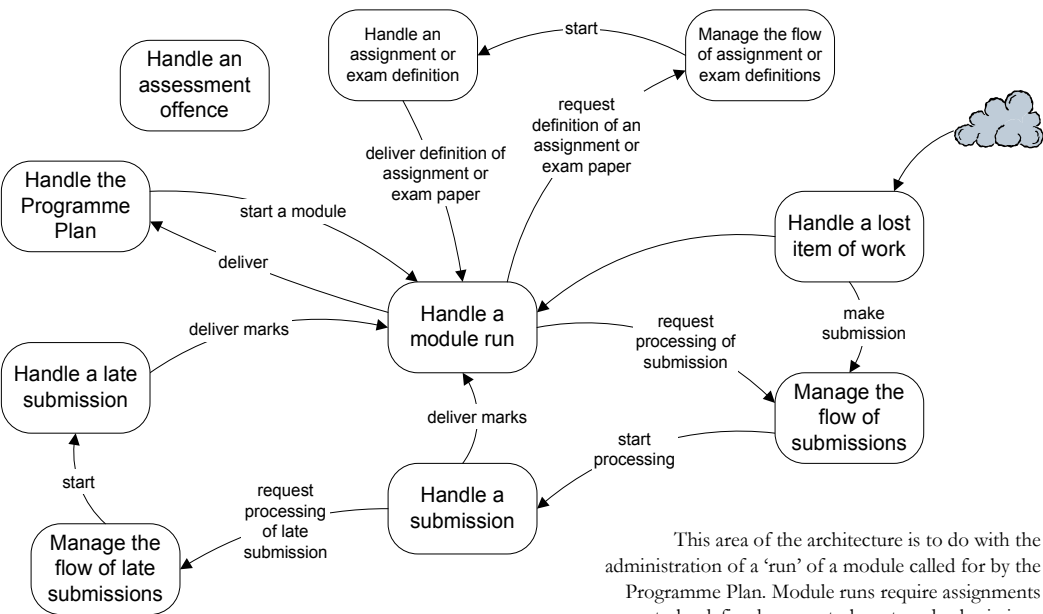 Handle an
assessment
offence
Handle an
assignment or
exam definition
start
Manage the flow
of assignment or
exam definitions
request
definition of an
assignment or
exam paper
deliver definition of
assignment or
exam paper
Handle the
Programme
Plan
start a module
deliver
Handle a lost
item of work
make
submission
Handle a
module run
request
processing of
submission
deliver marks
Handle a late
submission
Manage the
flow of
submissions
deliver marks
start
processing
start
request
processing
of late
submission
Handle a
submission
Manage the
flow of late
submissions
This area of the architecture is to do with the
administration of a ‘run’ of a module called for by the
Programme Plan. Module runs require assignments